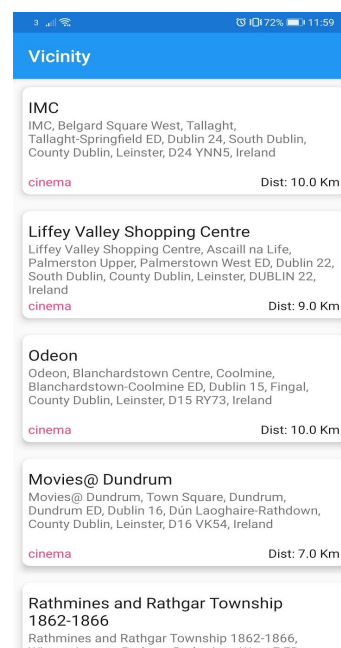 3 72% 11:59
Vicinity
IMC
IMC, Belgard Square West, Tallaght,
Tallaght-Springfield ED, Dublin 24, South Dublin,
County Dublin, Leinster, D24 YNN5, Ireland
cinema Dist: 10.0 Km
Liffey Valley Shopping Centre
Liffey Valley Shopping Centre, Ascaill na Life,
Palmerston Upper, Palmerstown West ED, Dublin 22,
South Dublin, County Dublin, Leinster, DUBLIN 22,
Ireland
cinema Dist: 9.0 Km
Odeon
Odeon, Blanchardstown Centre, Coolmine,
Blanchardstown-Coolmine ED, Dublin 15, Fingal,
County Dublin, Leinster, D15 RY73, Ireland
cinema Dist: 10.0 Km
Movies@ Dundrum
Movies@ Dundrum, Town Square, Dundrum,
Dundrum ED, Dublin 16, Dún Laoghaire-Rathdown,
County Dublin, Leinster, D16 VK54, Ireland
cinema Dist: 7.0 Km
Rathmines and Rathgar Township
1862-1866
Rathmines and Rathgar Township 1862-1866,